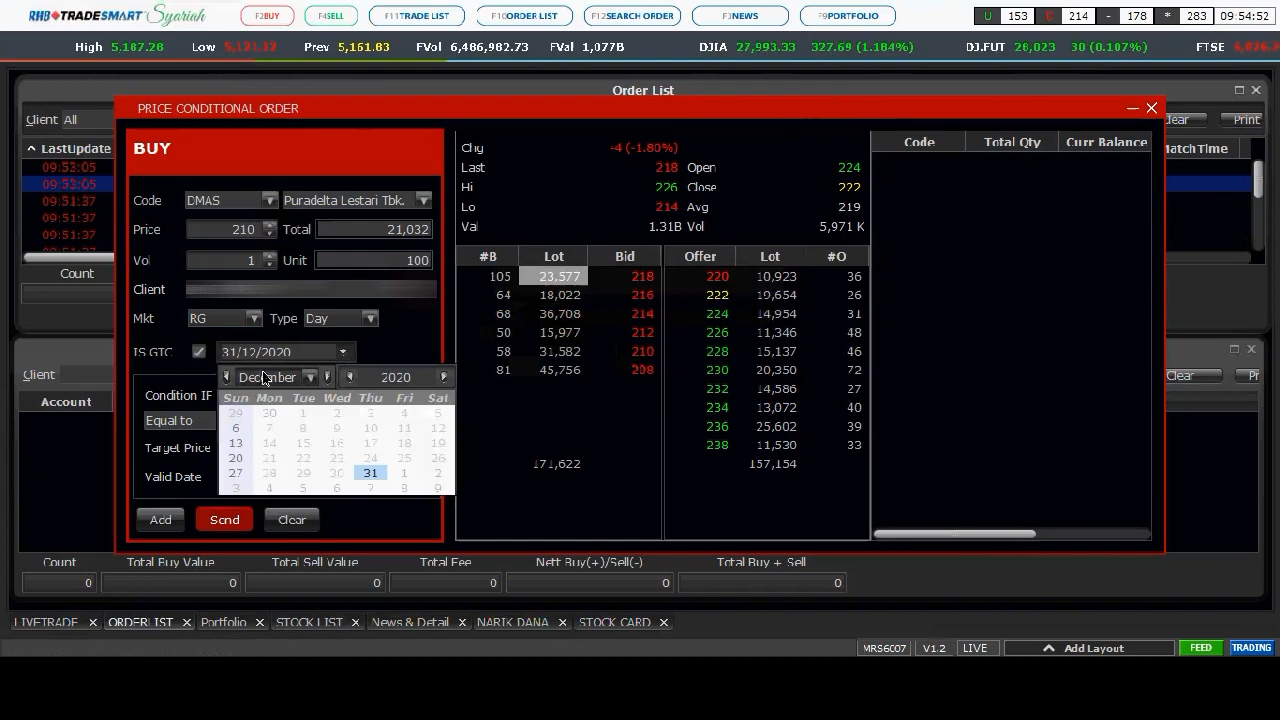 RHB TRADESMART Syariah F2BUY F4SELL F11TRADE LIST F10ORDER LIST F12SEARCH ORDER F3NEWS F9PORTFOLIO U 153 C 214 - 178 * 283 09:54:52
High 5,187.28 Low 5,121.12 Prev 5,161.83 FVol 6,486,982.73 FVal 1,077B DJIA 27,993.33 327.69 (1.184%) DJ.FUT 28,023 30 (0.107%) FTSE
Order List
PRICE CONDITIONAL ORDER
Client All lear Print
BUY
Code Total Qty Curr Balance
LastUpdate MatchTime
Chg -4 (-1.80%)
09:53:05 Last 218 Open 224
09:53:05 Hi 226 Close 222
09:51:37 Code DMAS Puradelta Lestari Tbk.
Lo 214 Avg 219
09:51:37 Val 1.31B Vol 5,971 K
Price 210 Total 21,032
09:51:37
#B Lot Bid Offer Lot #O
Vol 1 Unit 100
Count
105 23,577 218 220 10,923 36
Client
64 18,022 216 222 19,654 26
68 36,708 214 224 14,954 31
Mkt RG Type Day
50 15,977 212 226 11,346 48
58 31,582 210 228 15,137 46
IS GTC 31/12/2020
81 45,756 208 230 20,350 72
Client Clear Pr
December 2020
232 14,586 27
Condition IF Sun Mon Tue Wed Thu Fri Sat
Account
234 13,072 40
29 30 1 2 3 4 5
Equal to
6 7 8 9 10 11 12
236 25,602 39
13 14 15 16 17 18 19
238 11,530 33
Target Price
20 21 22 23 24 25 26
171,622 157,154
Valid Date 27 28 29 30 31 1 2
3 4 5 6 7 8 9
Add Send Clear
Count Total Buy Value Total Sell Value Total Fee Nett Buy(+)/Sell(-) Total Buy + Sell
0 0 0 0 0 0
LIVETRADE ORDERLIST Portfolio STOCK LIST News & Detail NARIK DANA STOCK CARD
MRS6007 V1.2 LIVE Add Layout FEED TRADING